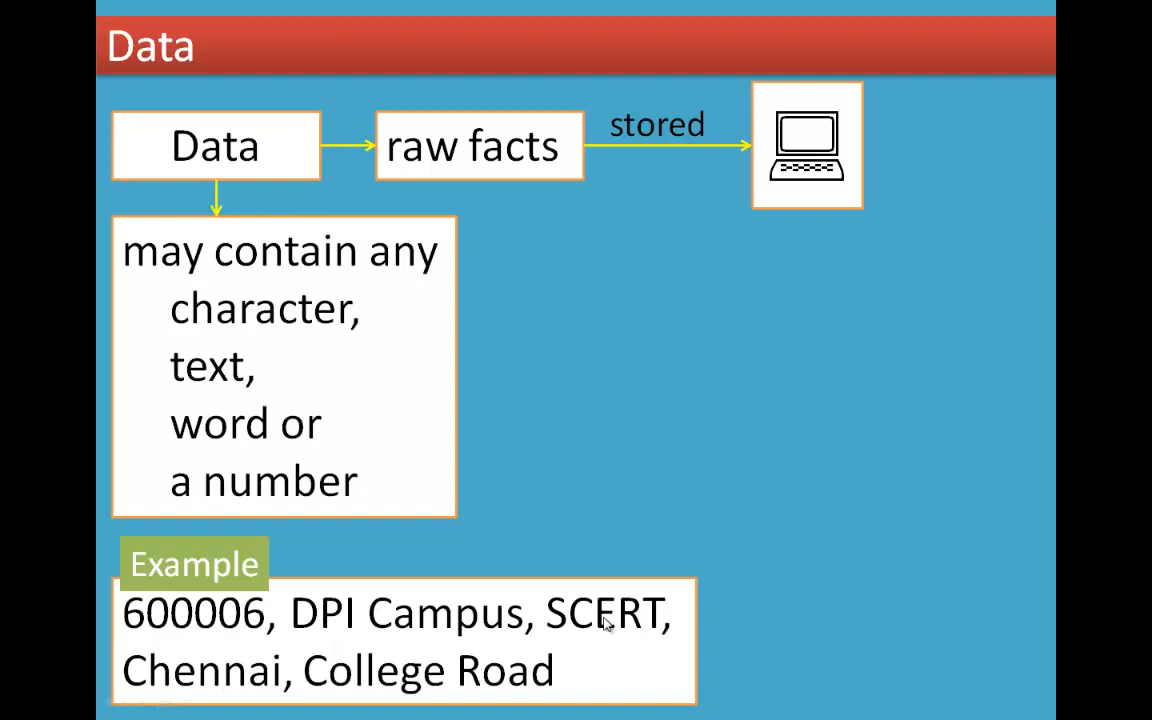 Data
Data
raw facts
stored
may contain any
character,
text,
word or
a number
Example
600006, DPI Campus, SCERT,
Chennai, College Road